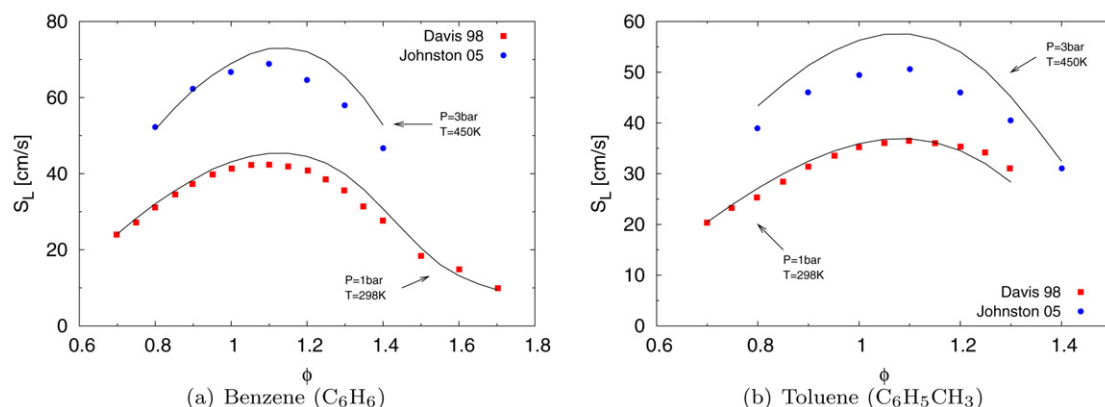 80
70
60
50
40
20
0
S_L [cm/s]
Davis 98
Johnston 05
P=3bar
T=450K
P=1bar
T=298K
0.6
0.8
1
1.2
1.4
1.6
1.8
ϕ
(a) Benzene (C₆H₆)
60
50
40
30
20
10
0
S_L [cm/s]
P=3bar
T=450K
P=1bar
T=298K
Davis 98
Johnston 05
0.6
0.8
1
1.2
1.4
ϕ
(b) Toluene (C₆H₅CH₃)